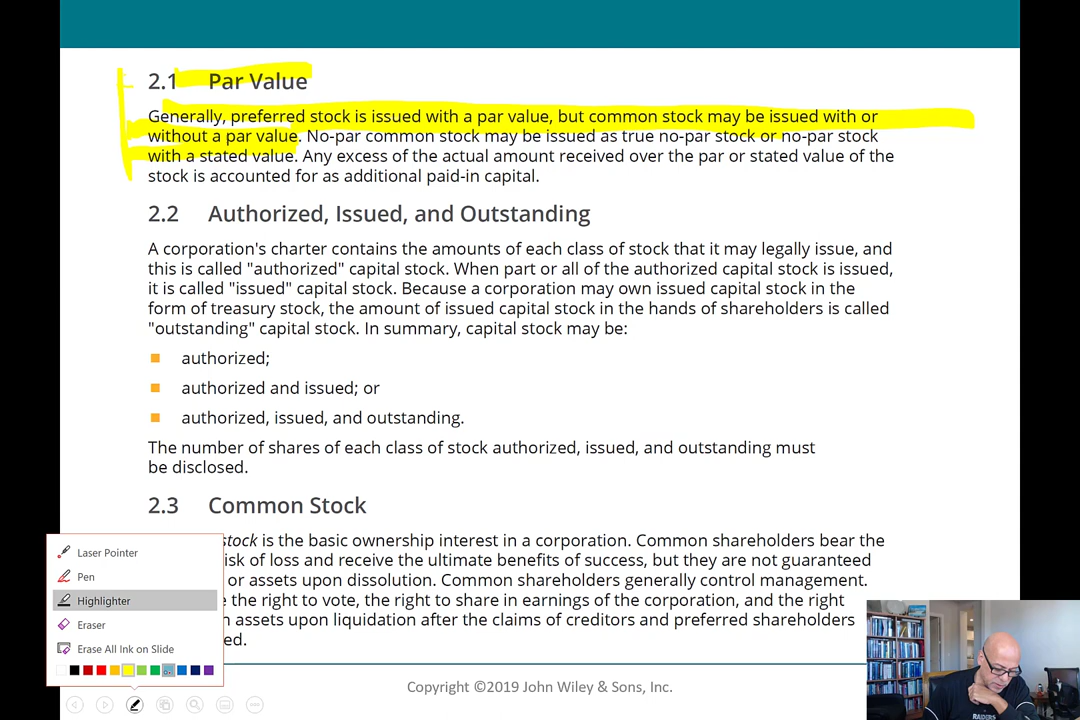 2.1 Par Value
Generally, preferred stock is issued with a par value, but common stock may be issued with or
without a par value. No-par common stock may be issued as true no-par stock or no-par stock
with a stated value. Any excess of the actual amount received over the par or stated value of the
stock is accounted for as additional paid-in capital.
2.2 Authorized, Issued, and Outstanding
A corporation's charter contains the amounts of each class of stock that it may legally issue, and
this is called "authorized" capital stock. When part or all of the authorized capital stock is issued,
it is called "issued" capital stock. Because a corporation may own issued capital stock in the
form of treasury stock, the amount of issued capital stock in the hands of shareholders is called
"outstanding" capital stock. In summary, capital stock may be:
authorized;
authorized and issued; or
authorized, issued, and outstanding.
The number of shares of each class of stock authorized, issued, and outstanding must
be disclosed.
2.3 Common Stock
stock is the basic ownership interest in a corporation. Common shareholders bear the
isk of loss and receive the ultimate benefits of success, but they are not guaranteed
or assets upon dissolution. Common shareholders generally control management.
the right to vote, the right to share in earnings of the corporation, and the right
assets upon liquidation after the claims of creditors and preferred shareholders
ed.
Laser Pointer
Pen
Highlighter
Eraser
Erase All Ink on Slide
Copyright ©2019 John Wiley & Sons, Inc.
RAIDERS